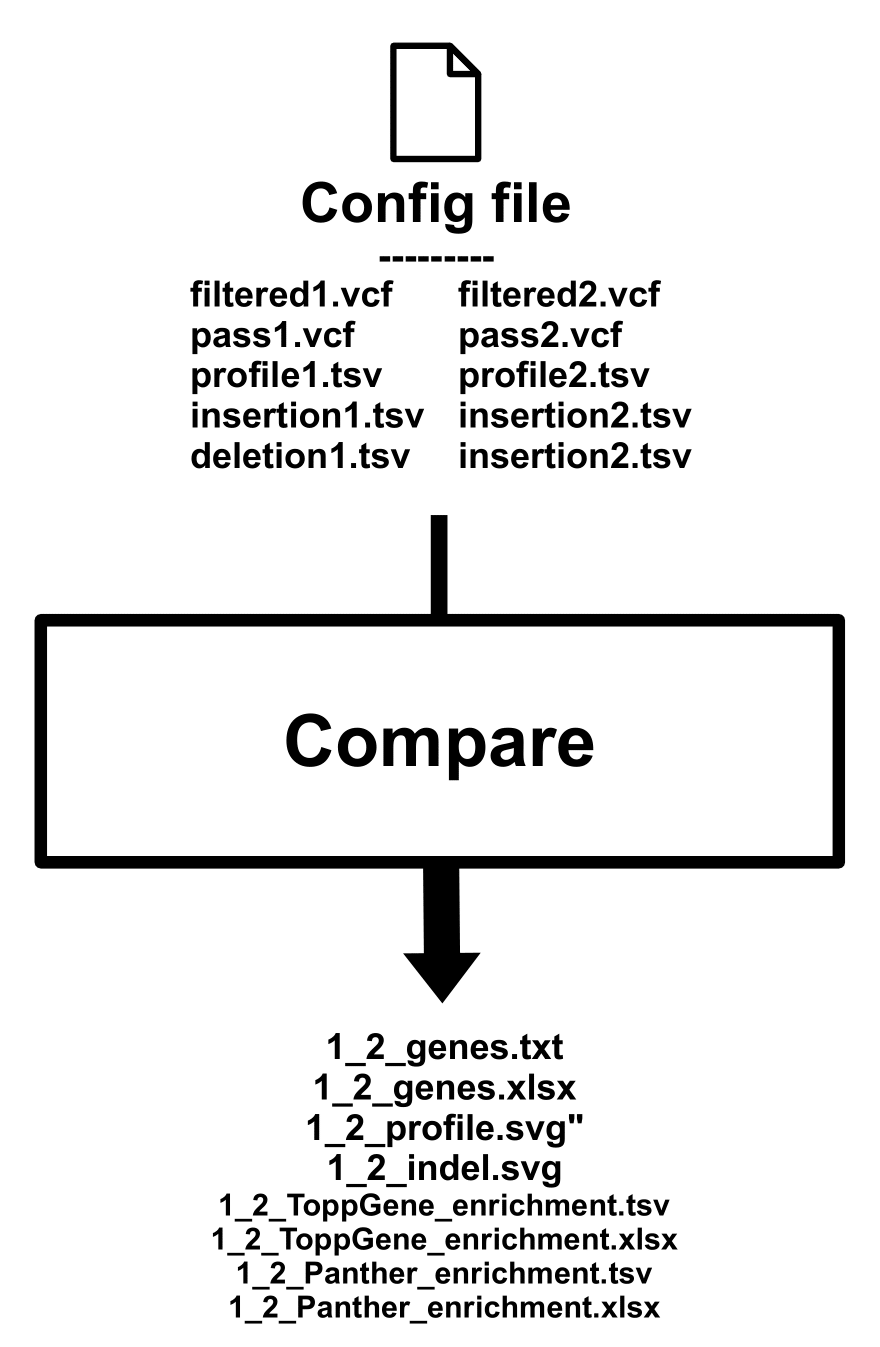 Config file
---------
filtered1.vcf filtered2.vcf
pass1.vcf pass2.vcf
profile1.tsv profile2.tsv
insertion1.tsv insertion2.tsv
deletion1.tsv insertion2.tsv
Compare
1_2_genes.txt
1_2_genes.xlsx
1_2_profile.svg"
1_2_indel.svg
1_2_ToppGene_enrichment.tsv
1_2_ToppGene_enrichment.xlsx
1_2_Panther_enrichment.tsv
1_2_Panther_enrichment.xlsx